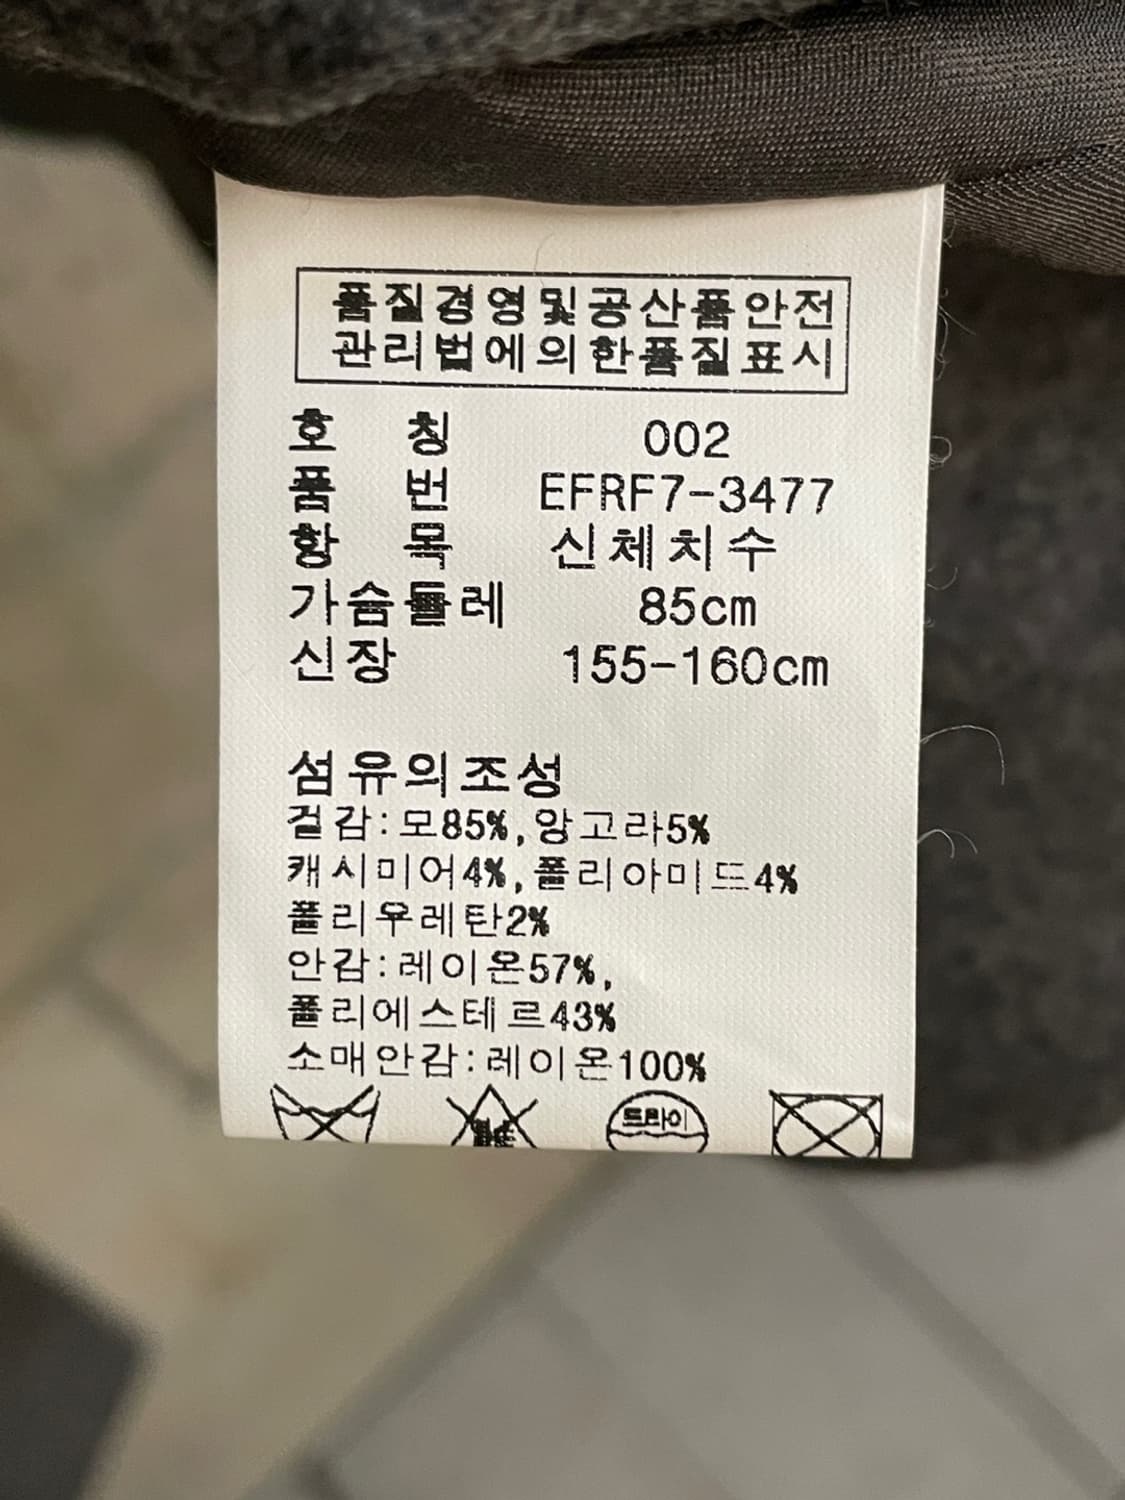 품질경영및공산품안전
관리법에의한품질표시
호 칭 002
품 번 EFRF7-3477
항 목 신체치수
가슴둘레 85cm
신장 155-160cm
섬유의조성
겉감:모85%,앙고라5%
캐시미어4%,폴리아미드4%
폴리우레탄2%
안감:레이온57%,
폴리에스테르43%
소매안감:레이온100%
드라이